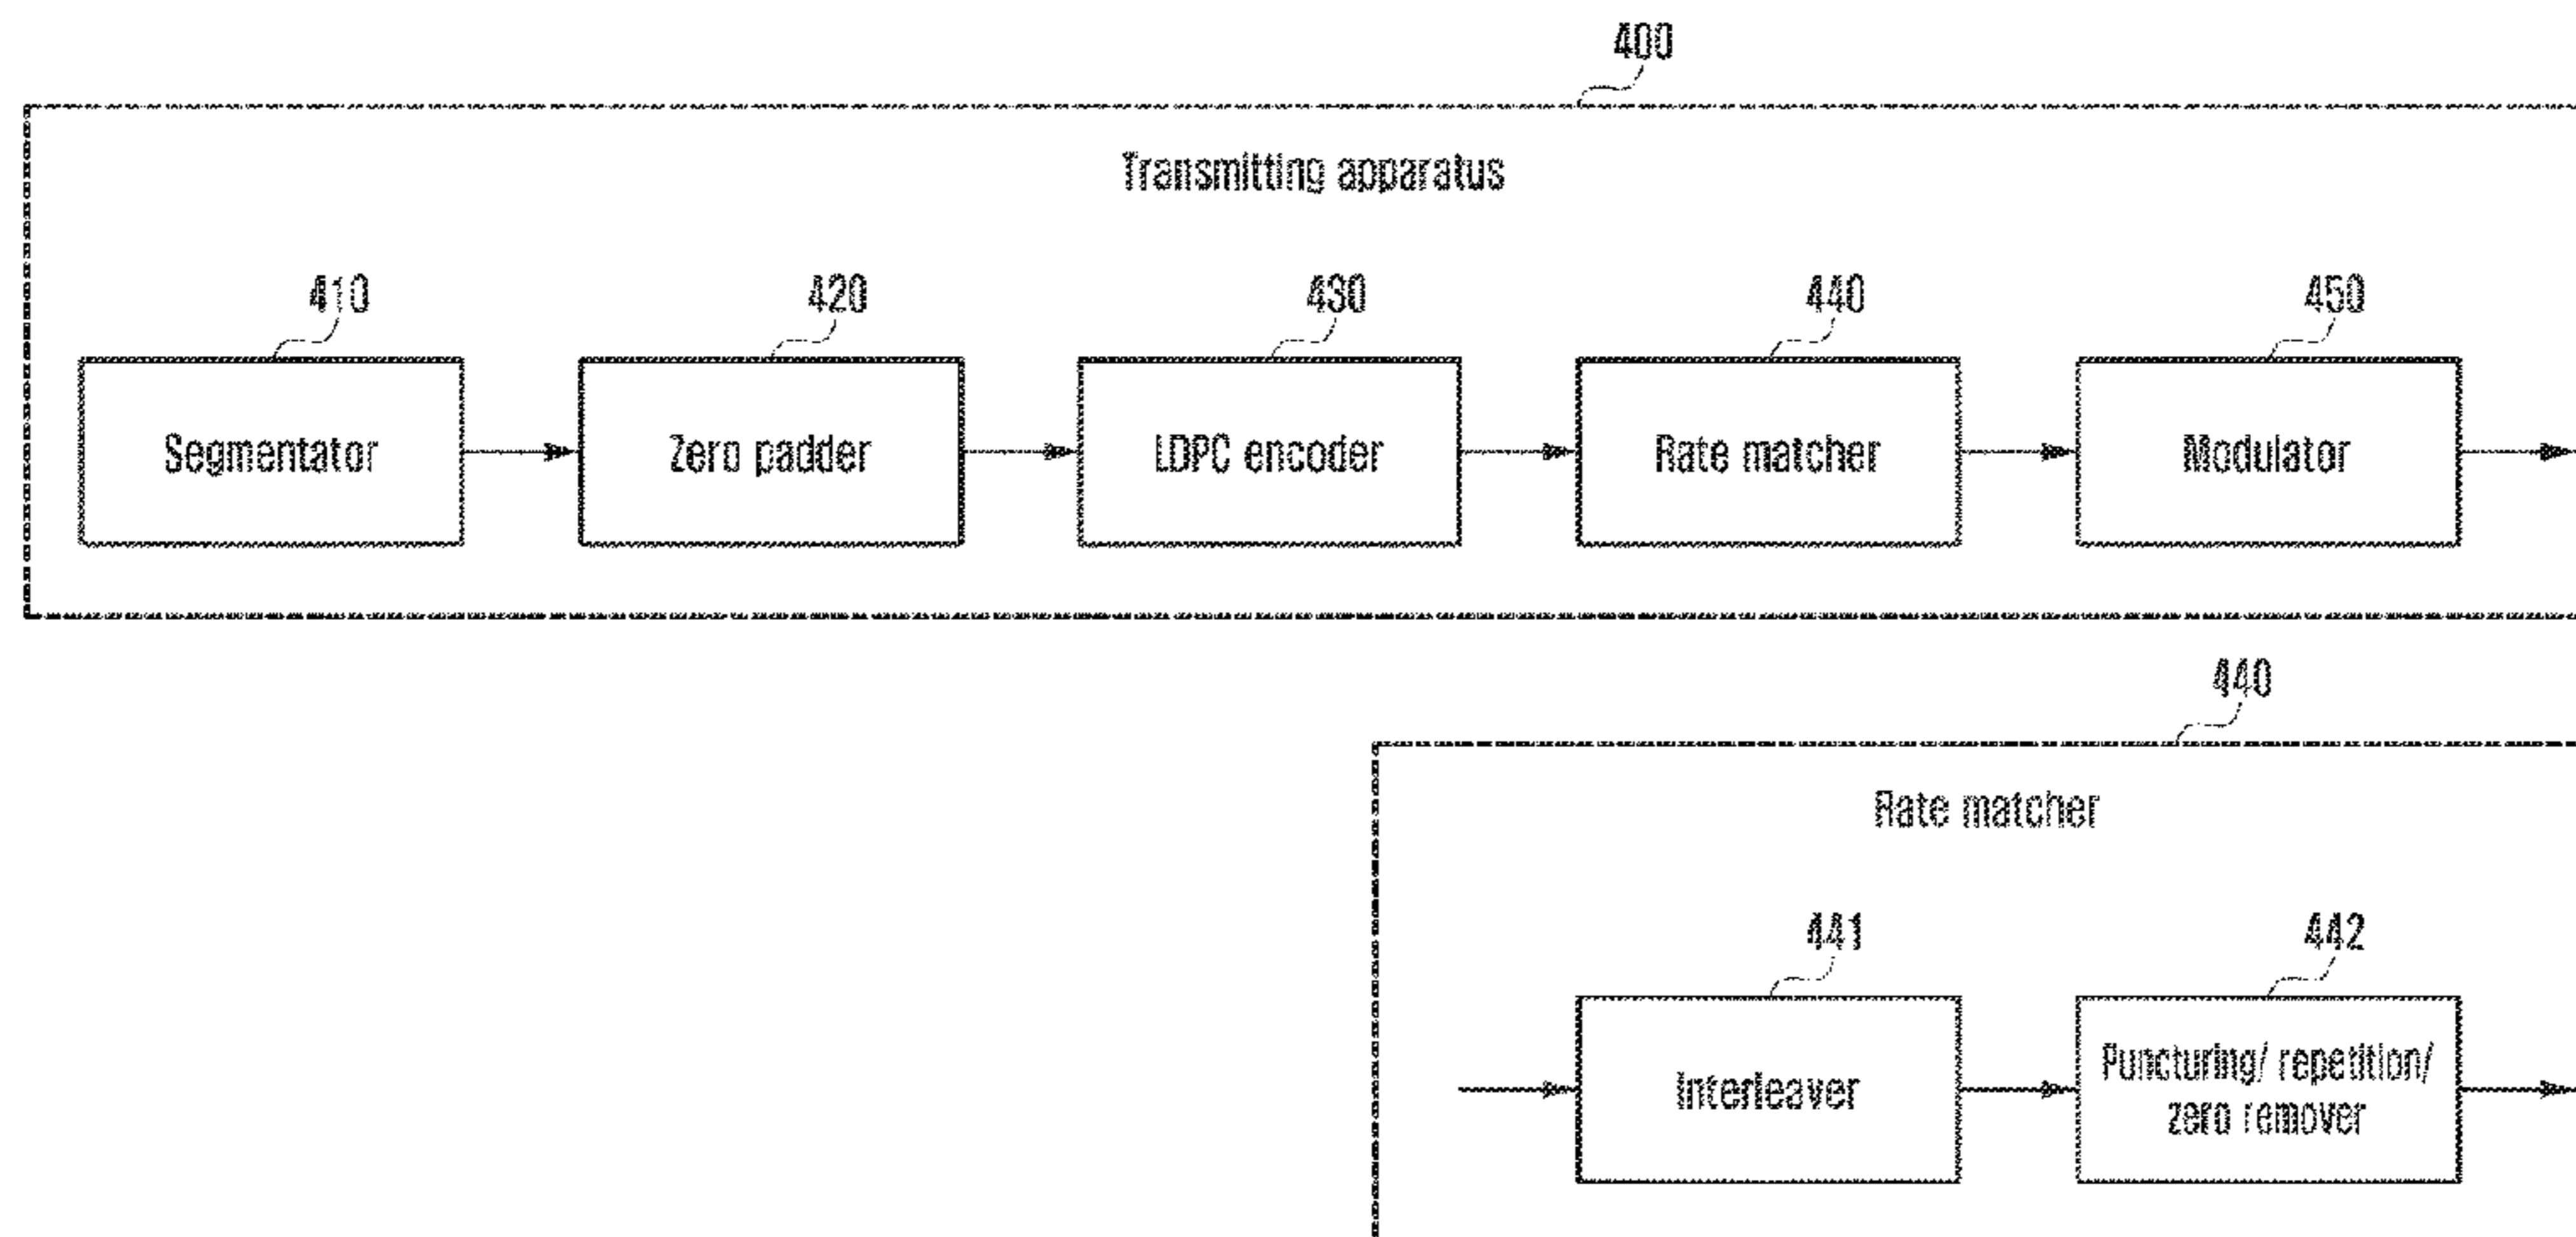 400
Transmitting apparatus
410 420 430 440 450
Segmentator Zero padder LDPC encoder Rate matcher Modulator
440
Rate matcher
441 442
Interleaver Puncturing/ repetition/
zero remover